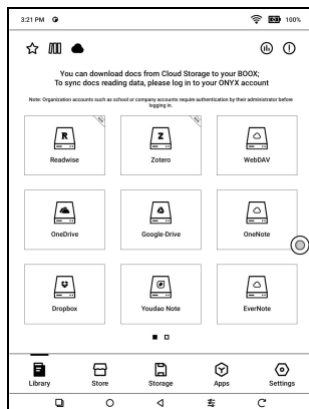 3:21 PM
100%
You can download docs from Cloud Storage to your BOOX;
To sync docs reading data, please log in to your ONYX account
Note: Organization accounts such as school or company accounts require authentication by their administrator before
logging in.
R
Z
Readwise
Zotero
WebDAV
OneDrive
Google-Drive
OneNote
Dropbox
Youdao Note
EverNote
Library
Store
Storage
Apps
Settings